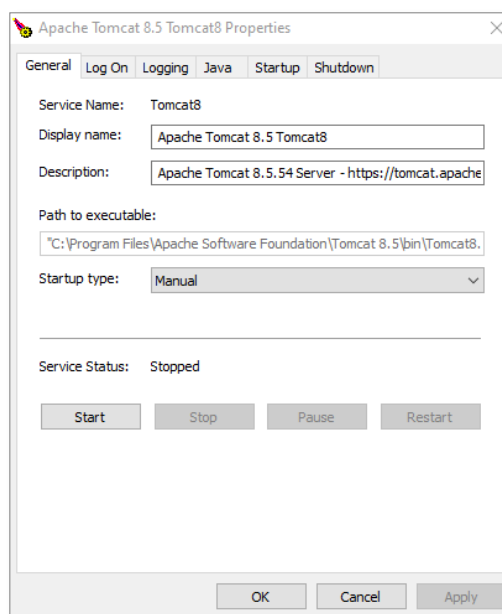 Apache Tomcat 8.5 Tomcat8 Properties
General Log On Logging Java Startup Shutdown
Service Name: Tomcat8
Display name: Apache Tomcat 8.5 Tomcat8
Description: Apache Tomcat 8.5.54 Server - https://tomcat.apache
Path to executable:
"C:\Program Files\Apache Software Foundation\Tomcat 8.5\bin\Tomcat8.
Startup type: Manual
Service Status: Stopped
Start Stop Pause Restart
OK Cancel Apply